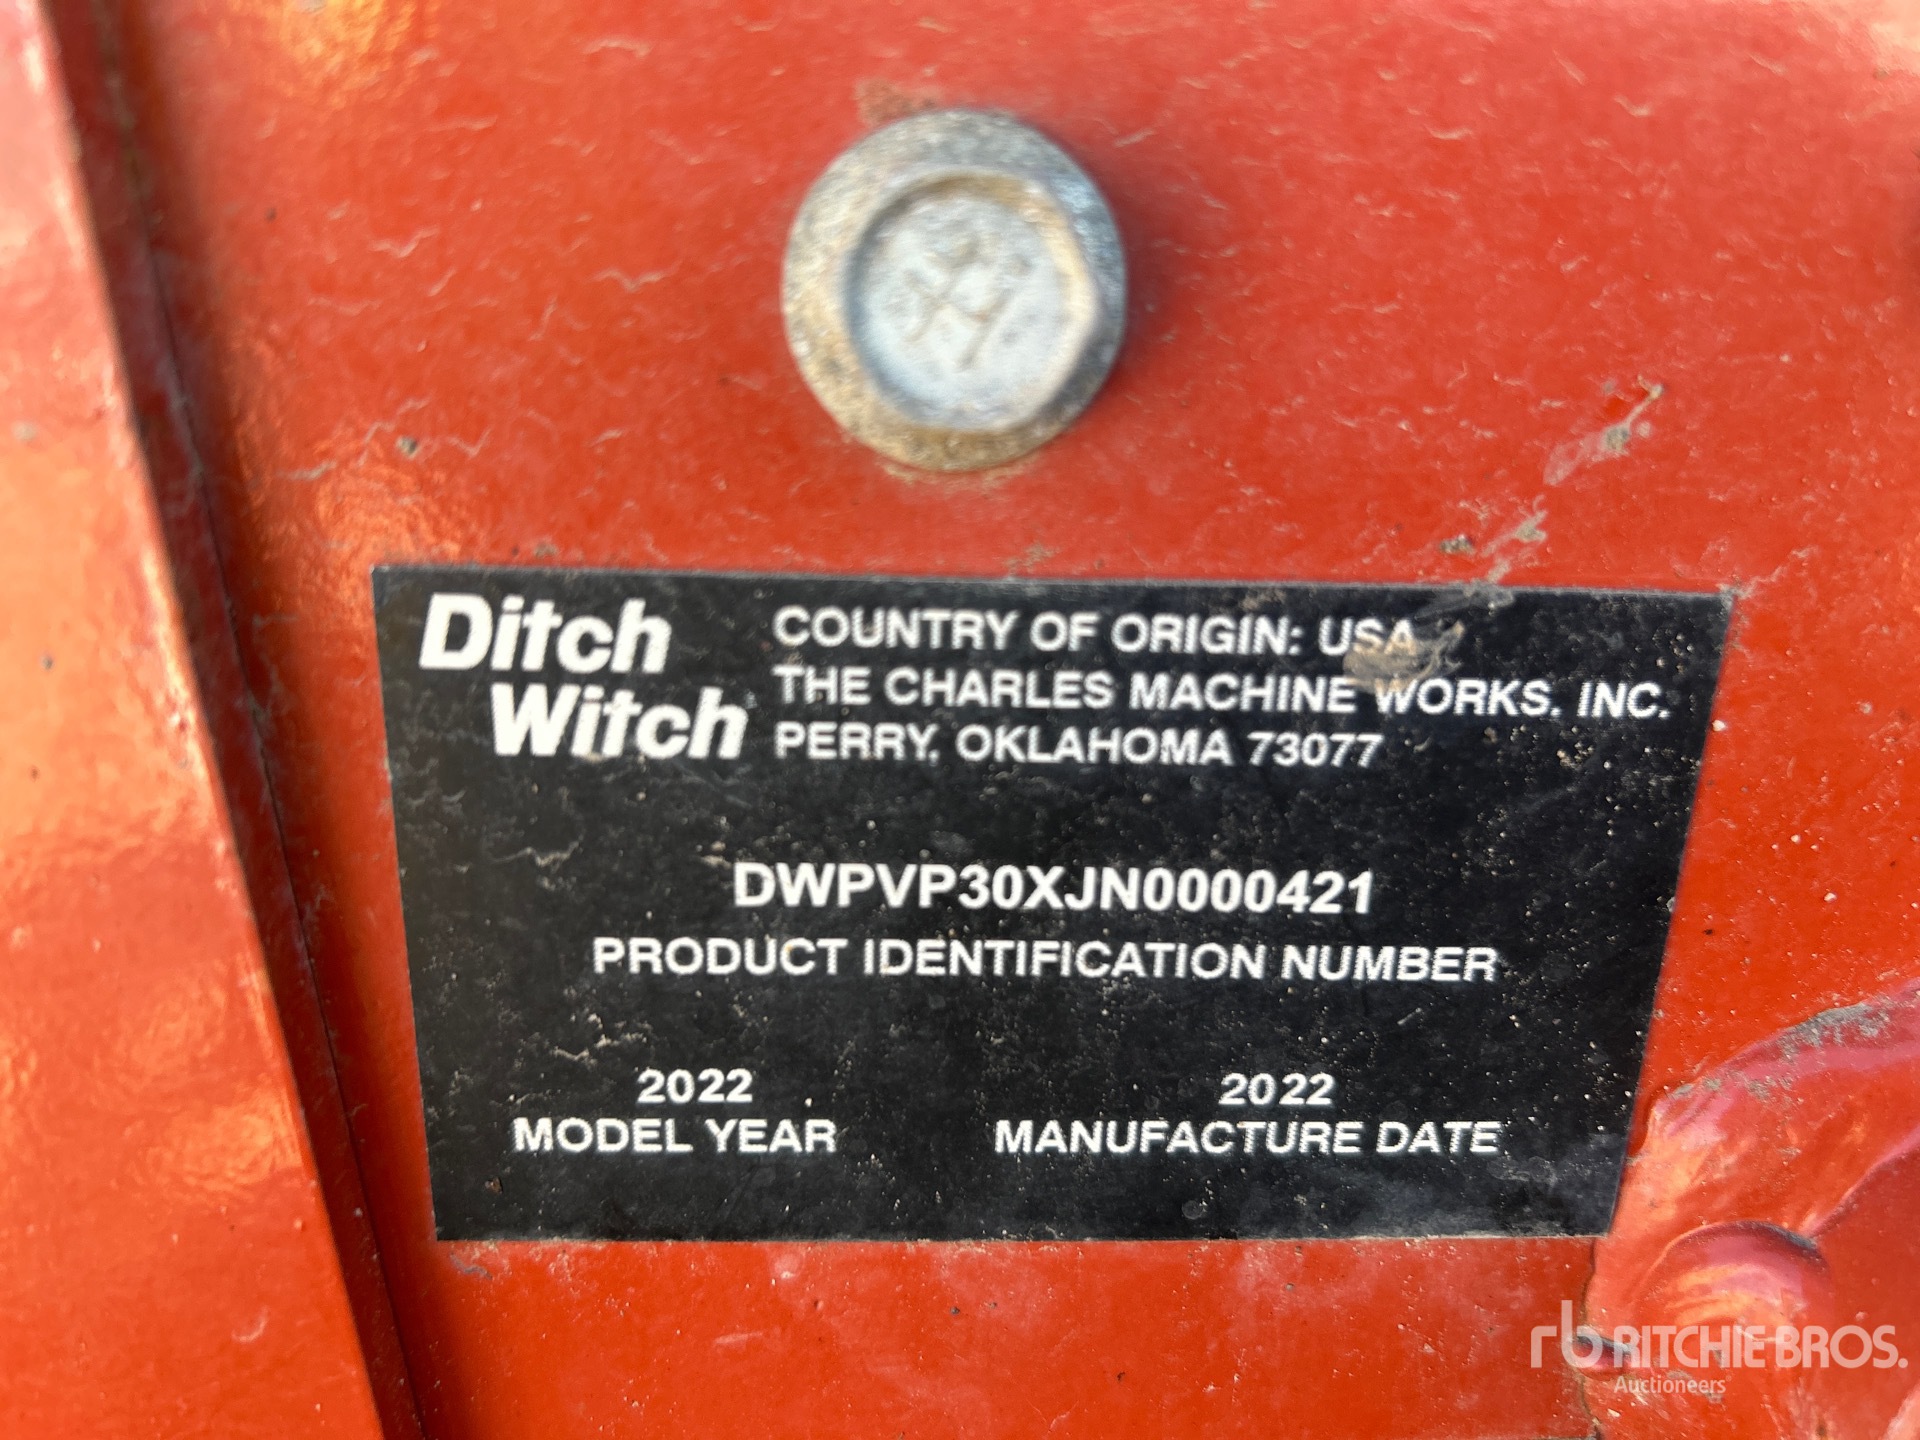 Ditch
Witch
COUNTRY OF ORIGIN: USA
THE CHARLES MACHINE WORKS, INC.
PERRY, OKLAHOMA 73077
DWPVP30XJN0000421
PRODUCT IDENTIFICATION NUMBER
2022
MODEL YEAR
2022
MANUFACTURE DATE
rb RITCHIE BROS.
Auctioneers